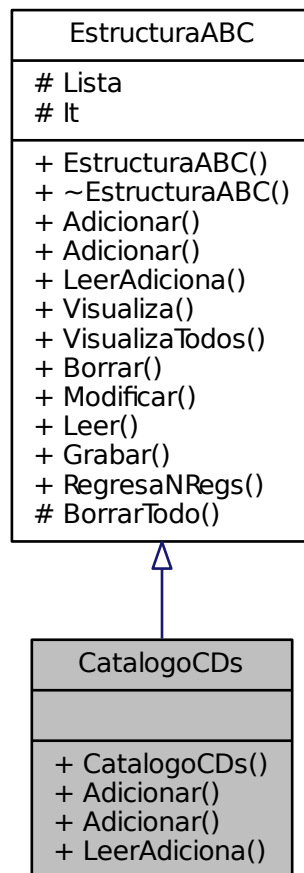 EstructuraABC
# Lista
# It
+ EstructuraABC()
+ ~EstructuraABC()
+ Adicionar()
+ Adicionar()
+ LeerAdiciona()
+ Visualiza()
+ VisualizaTodos()
+ Borrar()
+ Modificar()
+ Leer()
+ Grabar()
+ RegresaNRegs()
# BorrarTodo()
CatalogoCDs
+ CatalogoCDs()
+ Adicionar()
+ Adicionar()
+ LeerAdiciona()